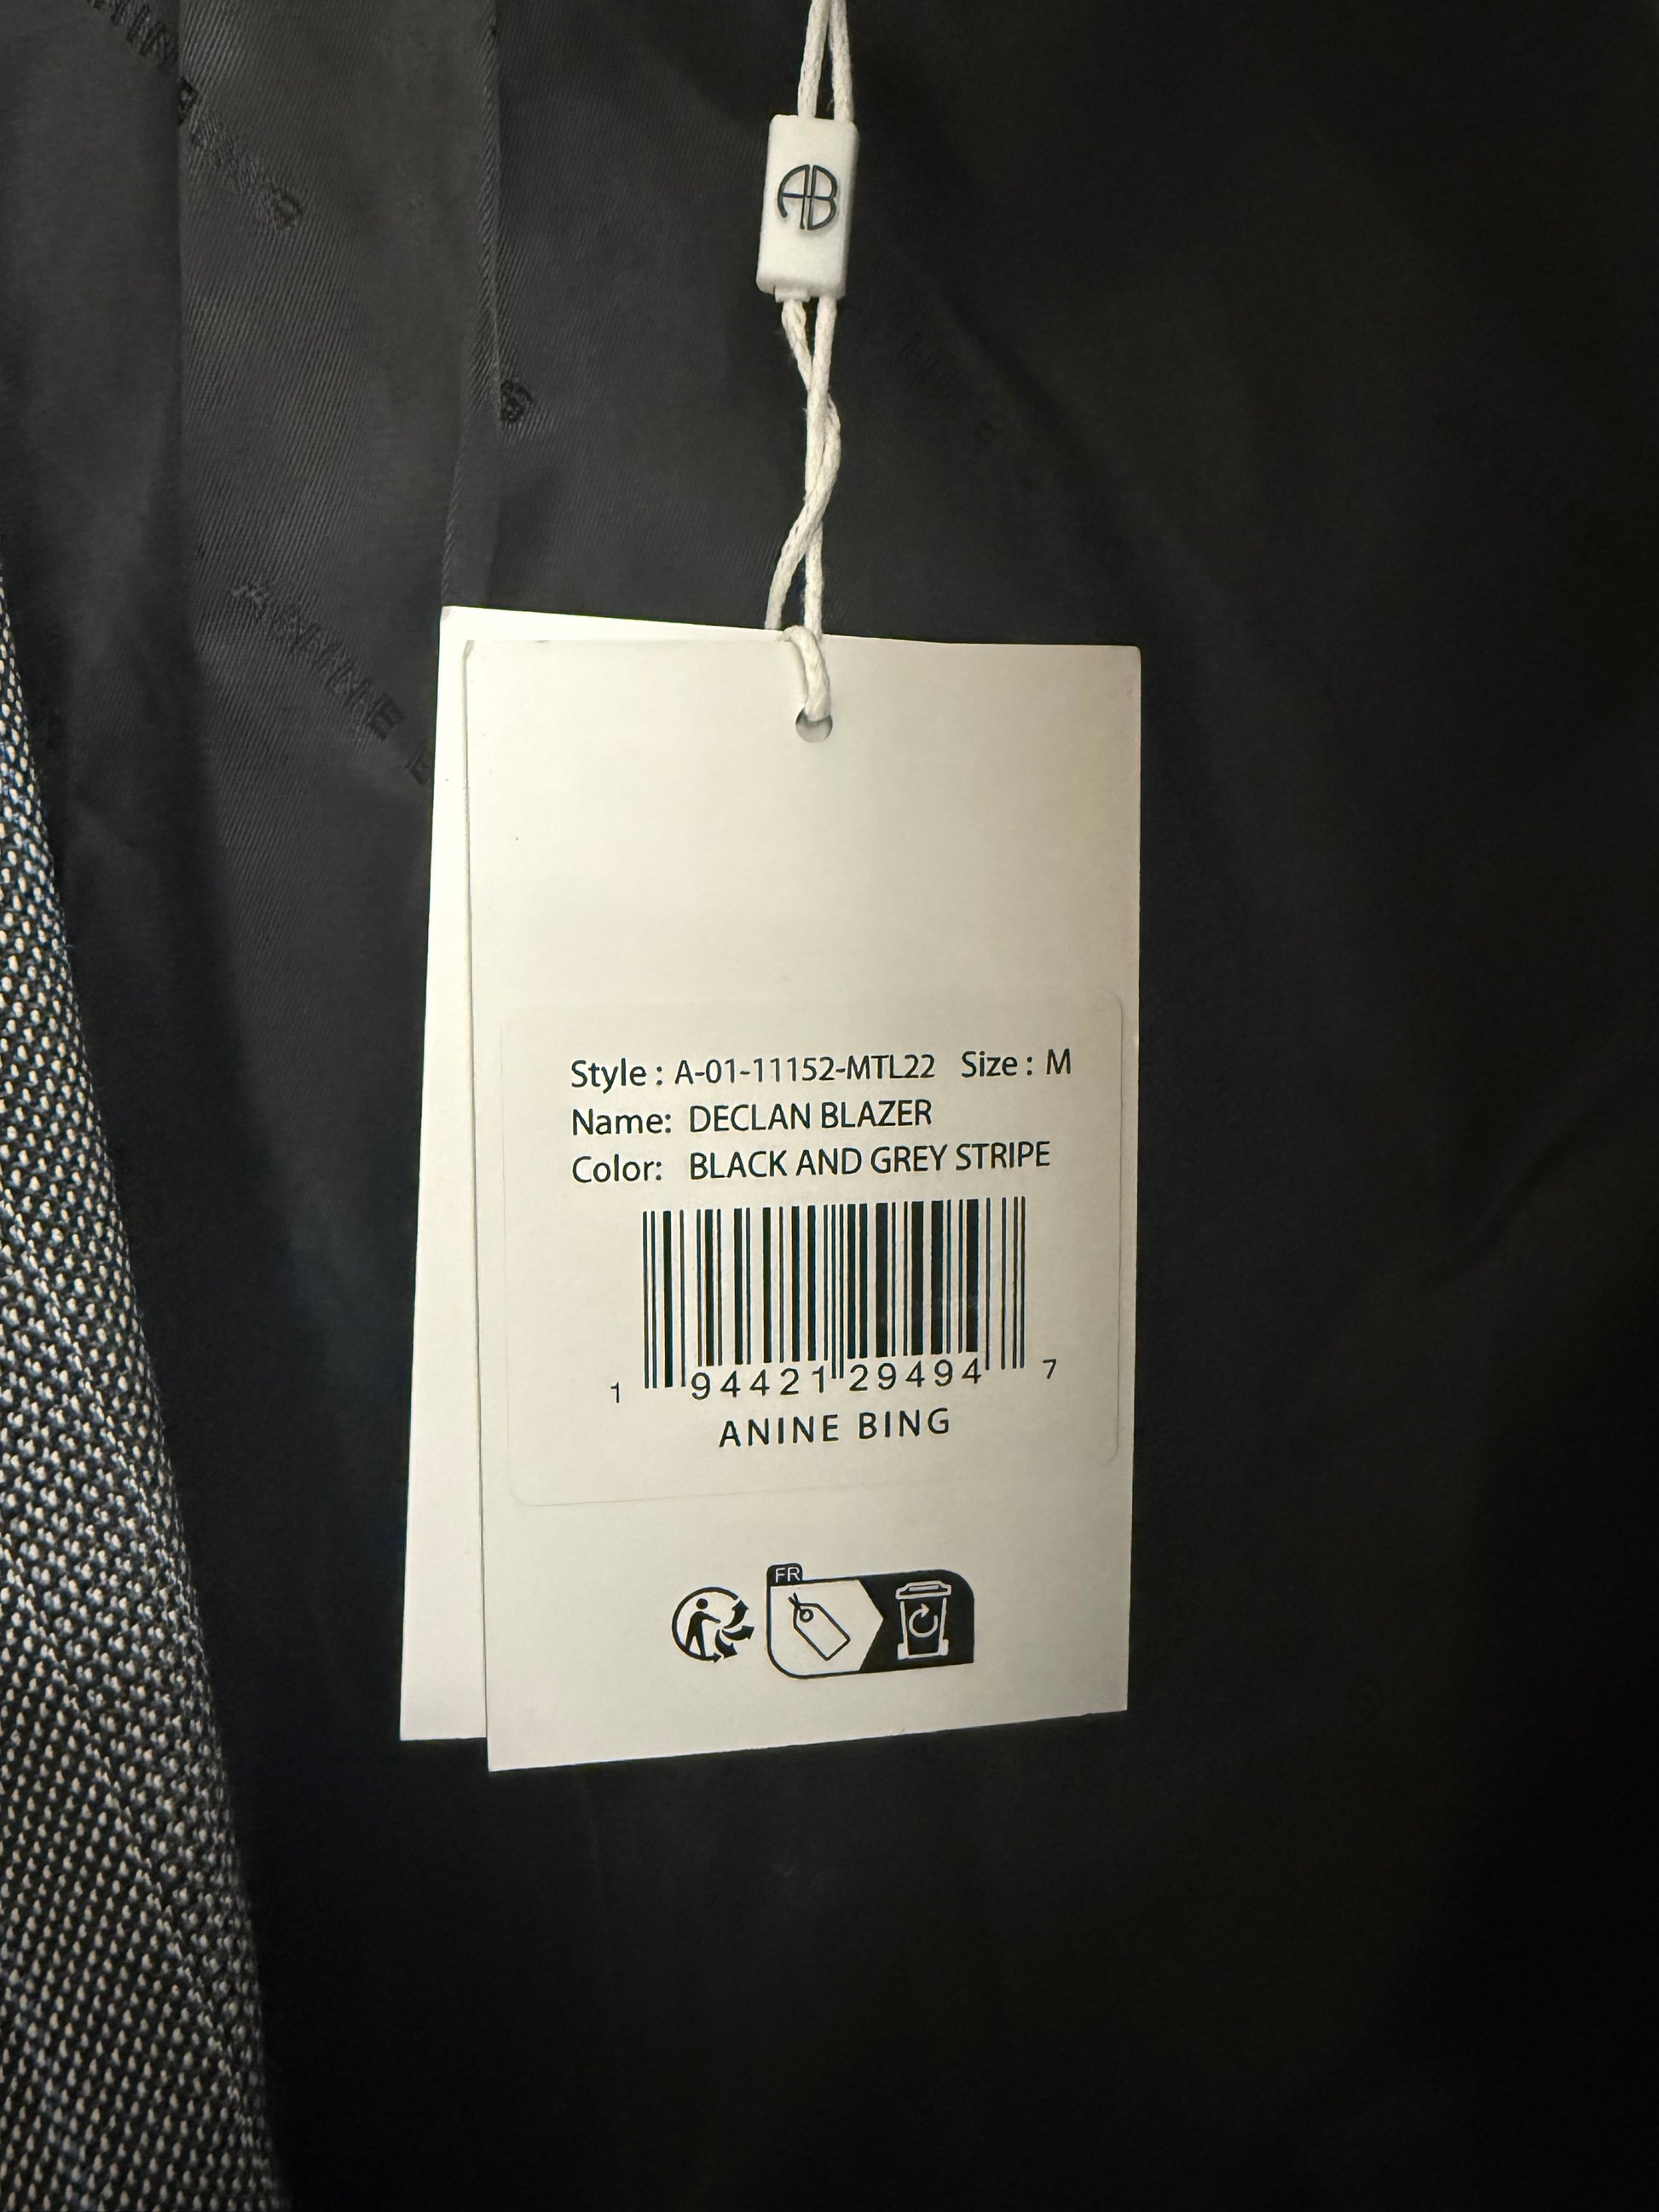 AB
Style : A-01-11152-MTL22 Size : M
Name: DECLAN BLAZER
Color: BLACK AND GREY STRIPE
1 94421 29494 7
ANINE BING
FR
ANINE